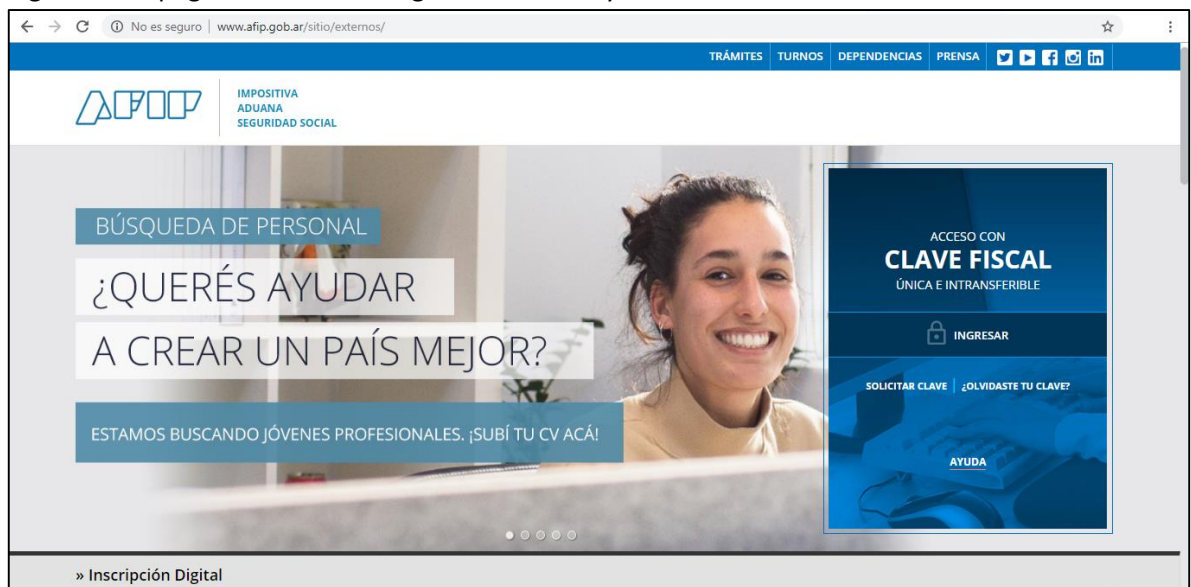 No es seguro | www.afip.gob.ar/sitio/externos/
TRÁMITES TURNOS DEPENDENCIAS PRENSA
AFIP
IMPOSITIVA
ADUANA
SEGURIDAD SOCIAL
BÚSQUEDA DE PERSONAL
¿QUERÉS AYUDAR
A CREAR UN PAÍS MEJOR?
ESTAMOS BUSCANDO JÓVENES PROFESIONALES. ¡SUBÍ TU CV ACÁ!
ACCESO CON
CLAVE FISCAL
ÚNICA E INTRANSFERIBLE
INGRESAR
SOLICITAR CLAVE | ¿OLVIDASTE TU CLAVE?
AYUDA
» Inscripción Digital